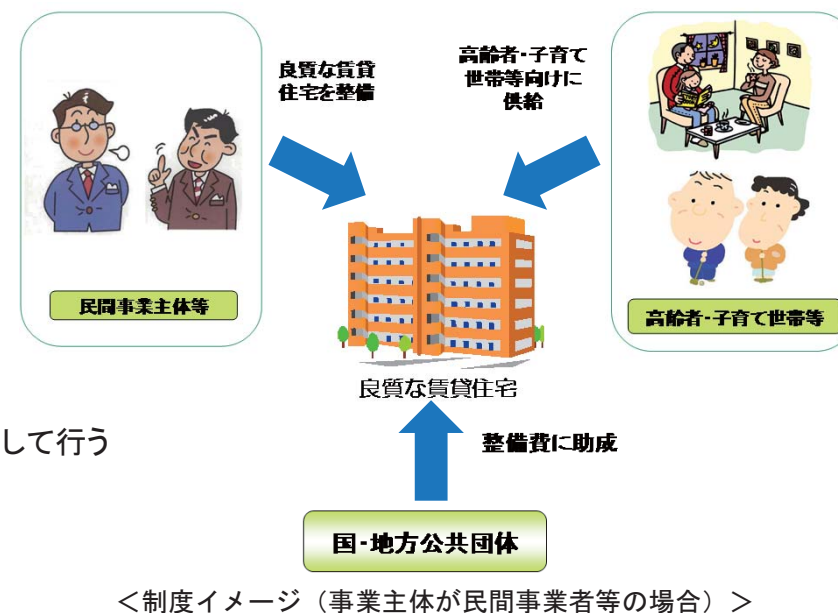 良質な賃貸
住宅を整備
高齢者・子育て
世帯等向けに
供給
民間事業主体等
高齢者・子育て世帯等
良質な賃貸住宅
して行う
整備費に助成
国・地方公共団体
＜制度イメージ（事業主体が民間事業者等の場合）＞